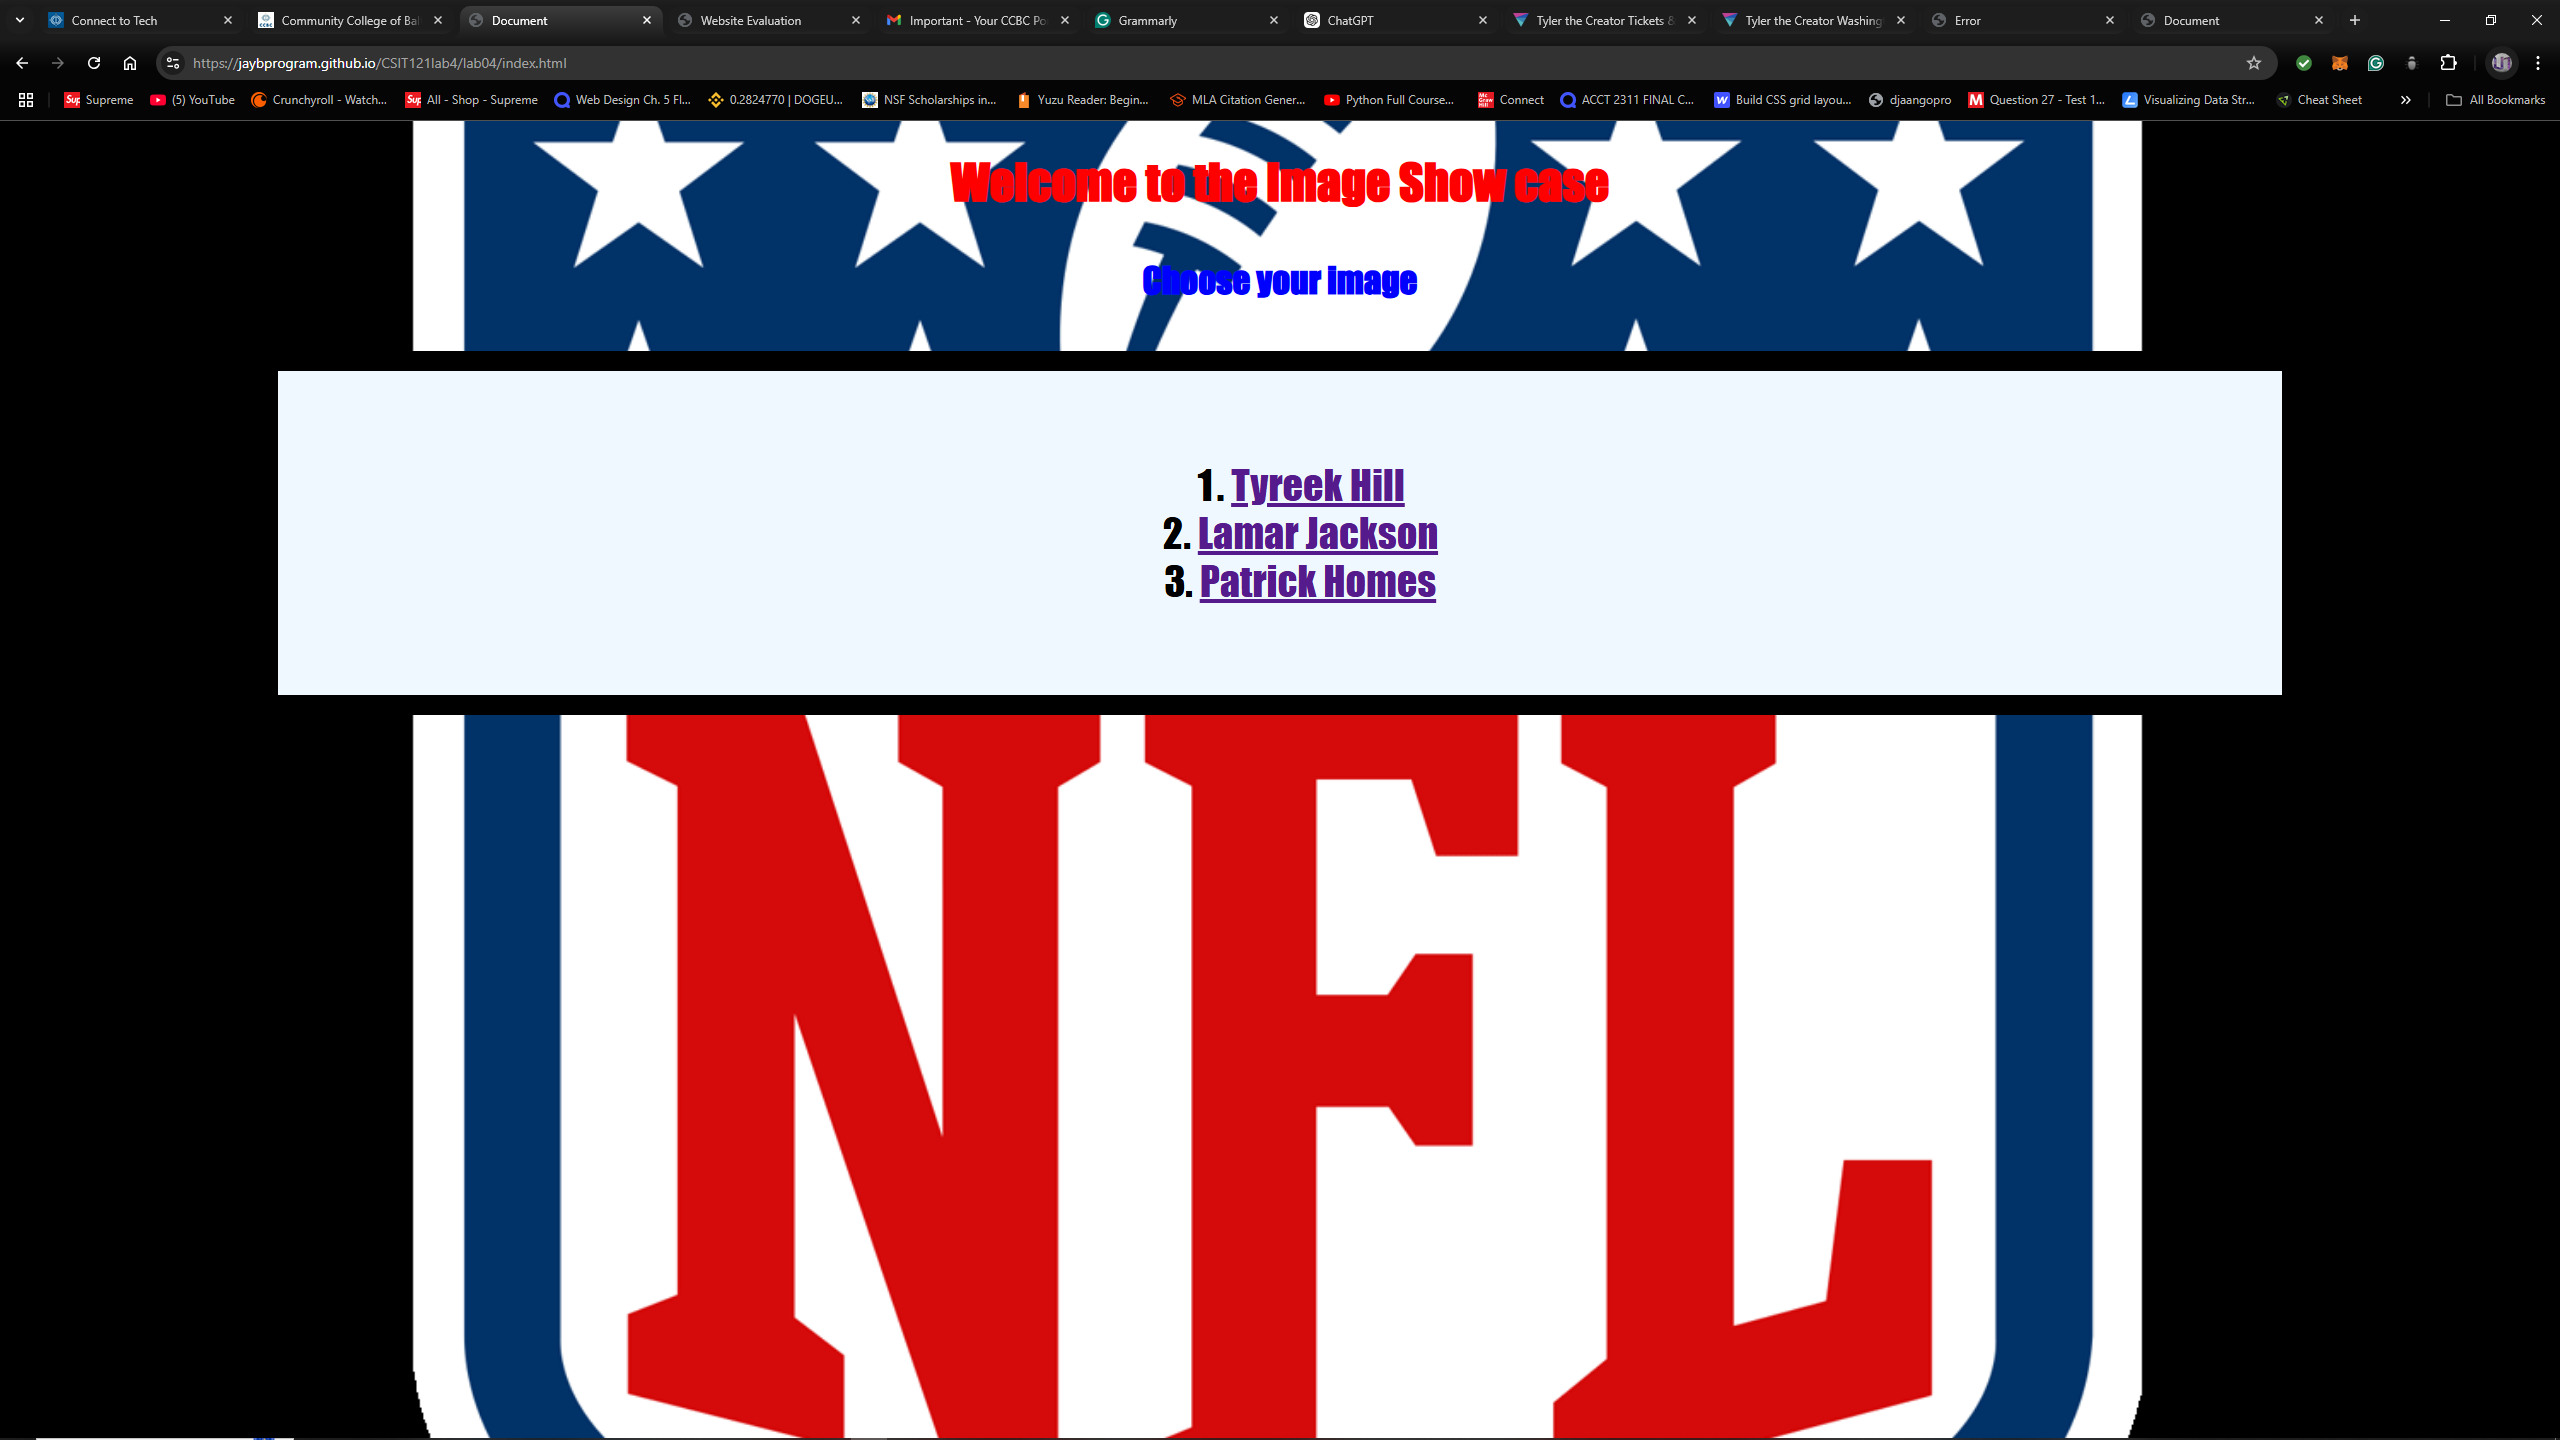 Connect to Tech
Community College of Bal
Document
Website Evaluation
Important - Your CCBC Po
Grammarly
ChatGPT
Tyler the Creator Tickets &
Tyler the Creator Washing
Error
Document
https://jaybprogram.github.io/CSIT121lab4/lab04/index.html
Supreme
(5) YouTube
Crunchyroll - Watch...
All - Shop - Supreme
Web Design Ch. 5 Fl...
0.2824770 | DOGEU...
NSF Scholarships in...
Yuzu Reader: Begin...
MLA Citation Gener...
Python Full Course...
Connect
ACCT 2311 FINAL C...
Build CSS grid layou...
djaangopro
Question 27 - Test 1...
Visualizing Data Str...
Cheat Sheet
All Bookmarks
Welcome to the Image Show case
Choose your image
1. Tyreek Hill
2. Lamar Jackson
3. Patrick Homes
NFL